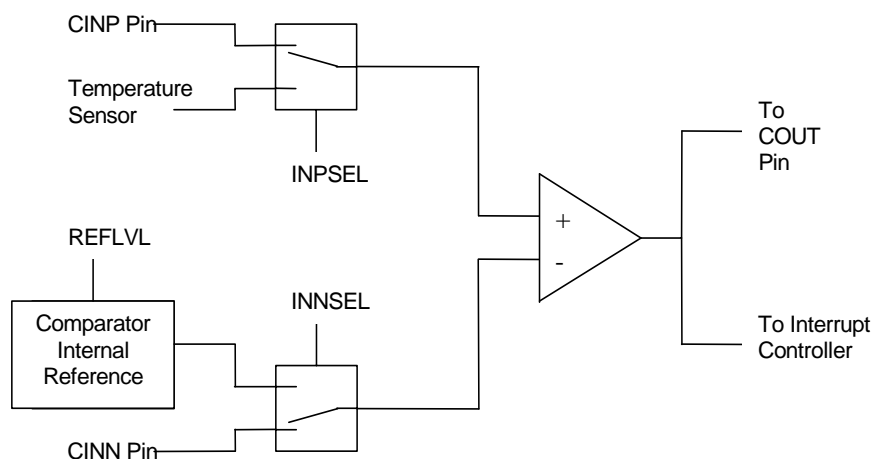 CINP Pin
Temperature
Sensor
INPSEL
To
COUT
Pin
REFLVL
+
-
INNSEL
Comparator
Internal
Reference
To Interrupt
Controller
CINN Pin